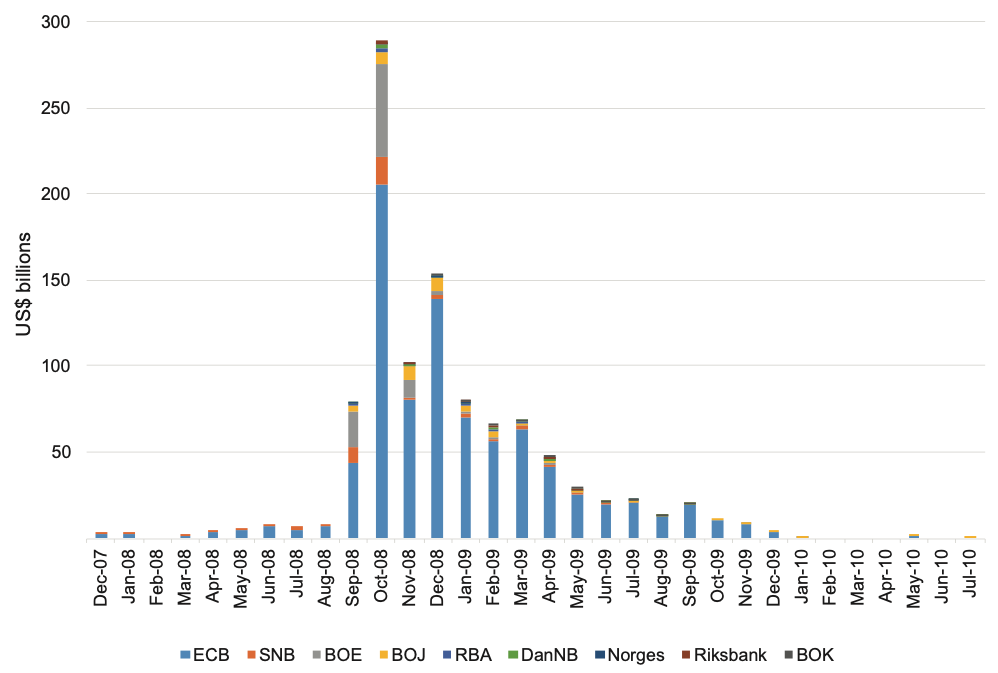 300
250
200
150
100
50
US$ billions
Dec-07
Jan-08
Feb-08
Mar-08
Apr-08
May-08
Jun-08
Jul-08
Aug-08
Sep-08
Oct-08
Nov-08
Dec-08
Jan-09
Feb-09
Mar-09
Apr-09
May-09
Jun-09
Jul-09
Aug-09
Sep-09
Oct-09
Nov-09
Dec-09
Jan-10
Feb-10
Mar-10
Apr-10
May-10
Jun-10
Jul-10
ECB SNB BOE BOJ RBA DanNB Norges Riksbank BOK